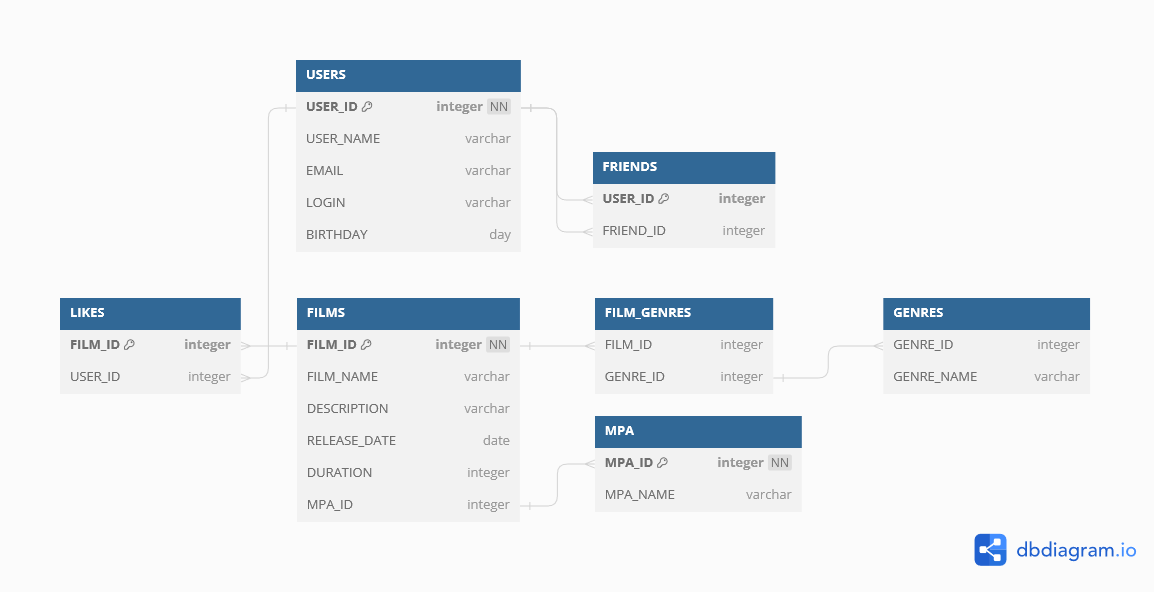 USERS
USER_ID integer NN
USER_NAME varchar
EMAIL varchar
LOGIN varchar
BIRTHDAY day
FRIENDS
USER_ID integer
FRIEND_ID integer
LIKES
FILM_ID integer
USER_ID integer
FILMS
FILM_ID integer NN
FILM_NAME varchar
DESCRIPTION varchar
RELEASE_DATE date
DURATION integer
MPA_ID integer
FILM_GENRES
FILM_ID integer
GENRE_ID integer
GENRES
GENRE_ID integer
GENRE_NAME varchar
MPA
MPA_ID integer NN
MPA_NAME varchar
dbdiagram.io